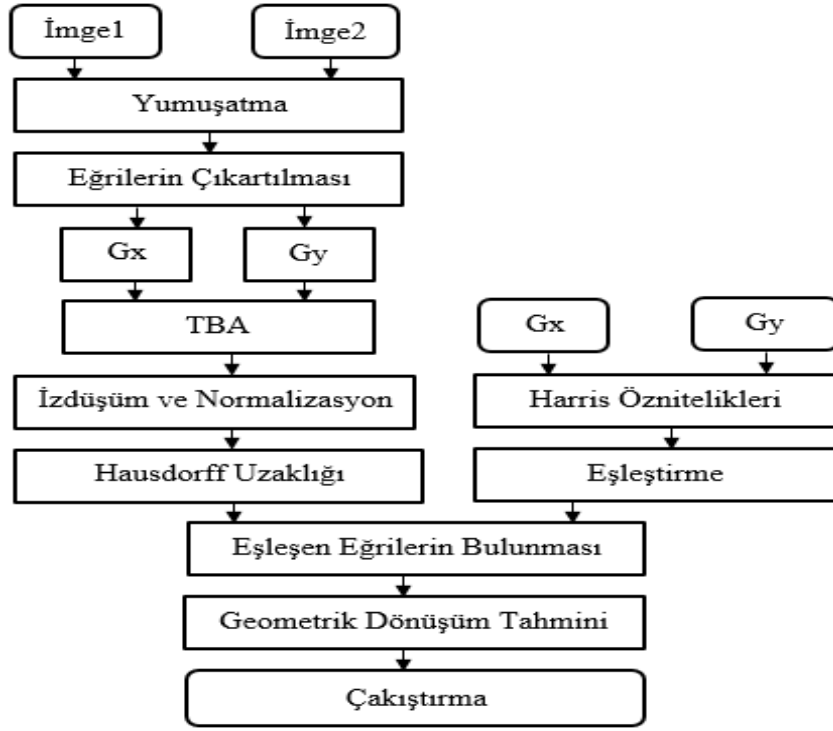 İmge1
İmge2
Yumuşatma
Eğrilerin Çıkartılması
Gx
Gy
TBA
İzdüşüm ve Normalizasyon
Hausdorff Uzaklığı
Gx
Gy
Harris Öznitelikleri
Eşleştirme
Eşleşen Eğrilerin Bulunması
Geometrik Dönüşüm Tahmini
Çakıştırma